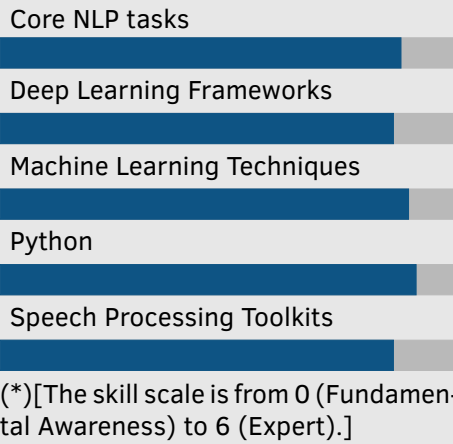 Core NLP tasks
Deep Learning Frameworks
Machine Learning Techniques
Python
Speech Processing Toolkits
(*)[The skill scale is from 0 (Fundamen-
tal Awareness) to 6 (Expert).]